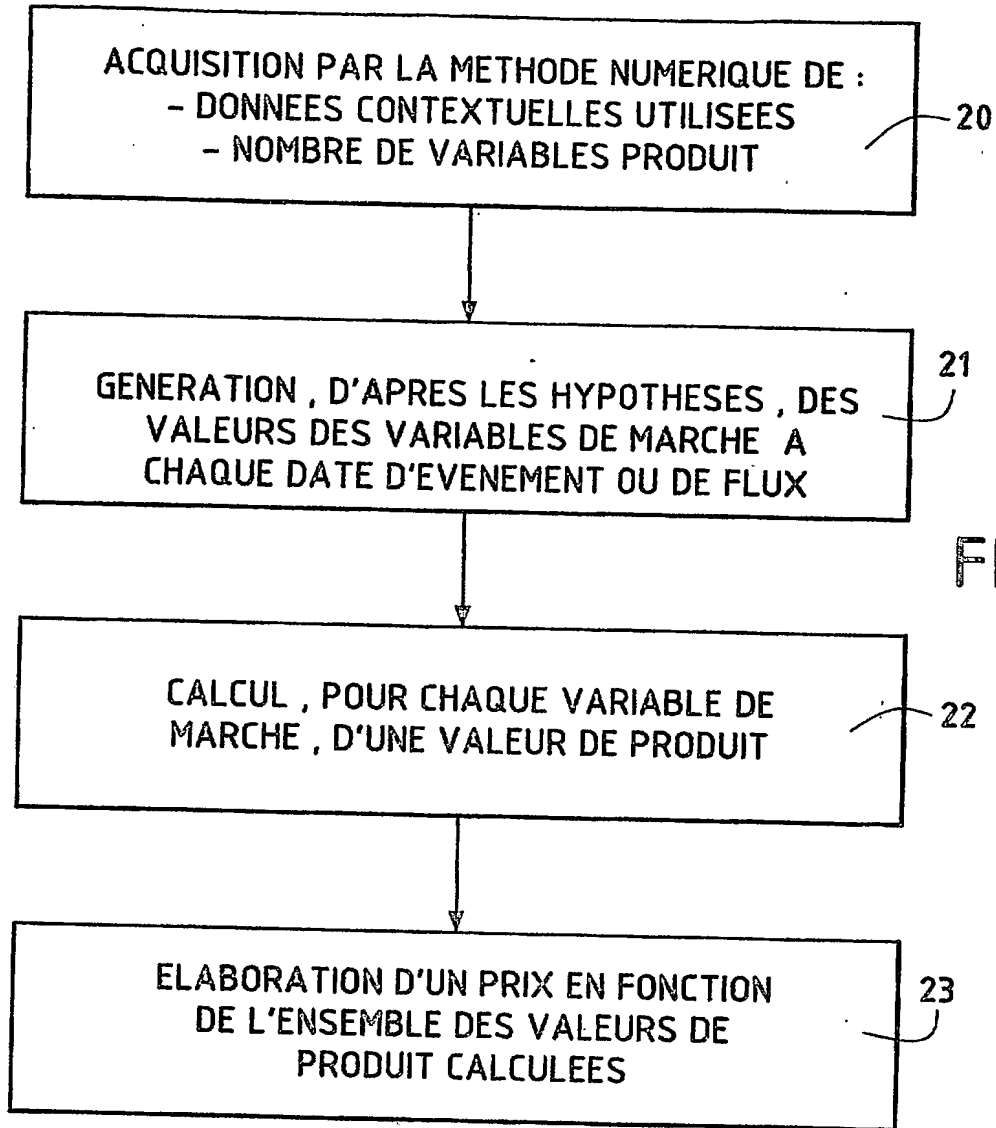 ACQUISITION PAR LA METHODE NUMERIQUE DE :
- DONNEES CONTEXTUELLES UTILISEES
- NOMBRE DE VARIABLES PRODUIT
20
GENERATION , D'APRES LES HYPOTHESES , DES
VALEURS DES VARIABLES DE MARCHE A
CHAQUE DATE D'EVENEMENT OU DE FLUX
21
CALCUL , POUR CHAQUE VARIABLE DE
MARCHE , D'UNE VALEUR DE PRODUIT
22
ELABORATION D'UN PRIX EN FONCTION
DE L'ENSEMBLE DES VALEURS DE
PRODUIT CALCULEES
23